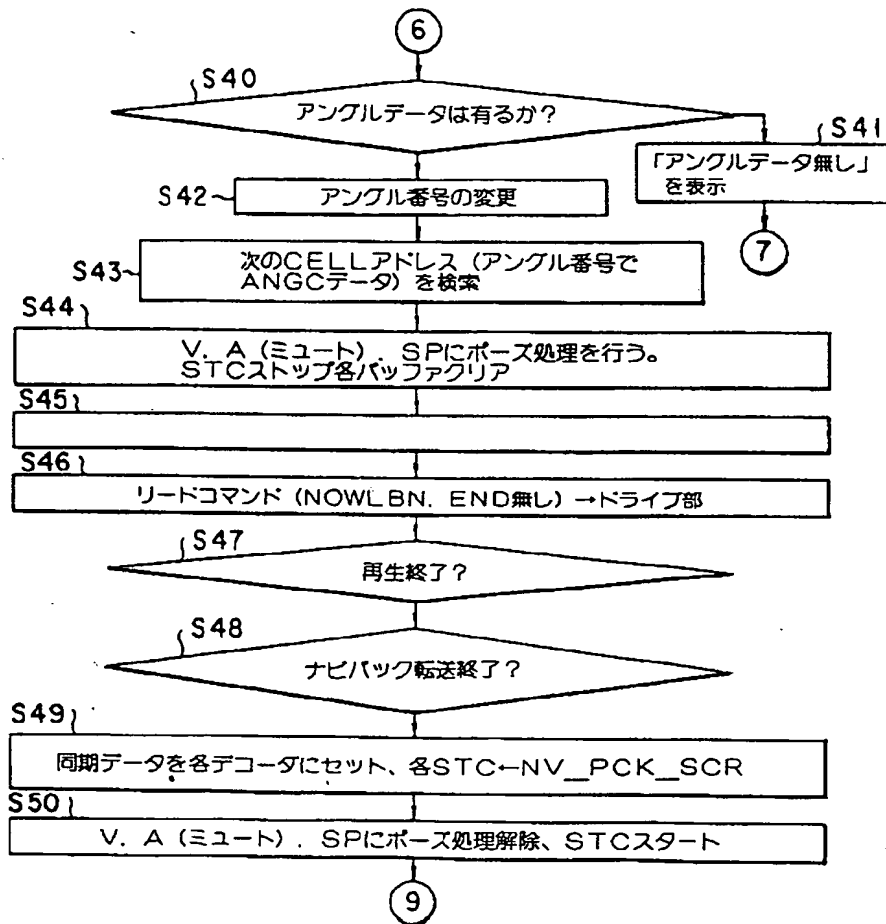 6
S40
アングルデータは有るか？
S41
「アングルデータ無し」
を表示
7
S42
アングル番号の変更
S43
次のCELLアドレス（アングル番号で
ANGCデータ）を検索
S44
V. A（ミュート）. SPにポーズ処理を行う。
STCストップ各バッファクリア
S45
S46
リードコマンド（NOWLBN. END無し）→ドライブ部
S47
再生終了？
S48
ナビパック転送終了？
S49
同期データを各デコーダにセット、各STC←NV_PCK_SCR
S50
V. A（ミュート）. SPにポーズ処理解除、STCスタート
9